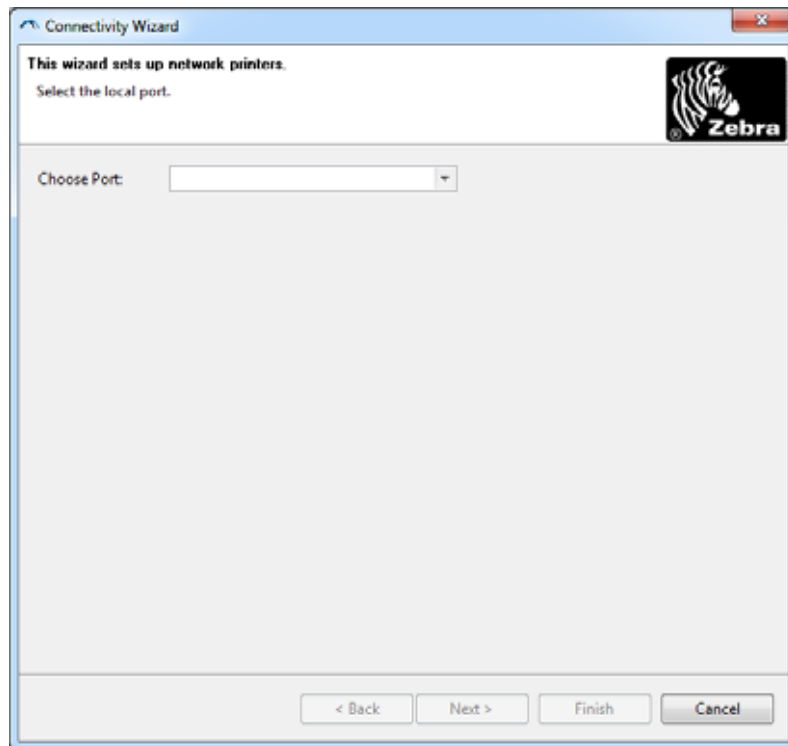 Connectivity Wizard
This wizard sets up network printers.
Select the local port.
® Zebra
Choose Port:
< Back
Next >
Finish
Cancel